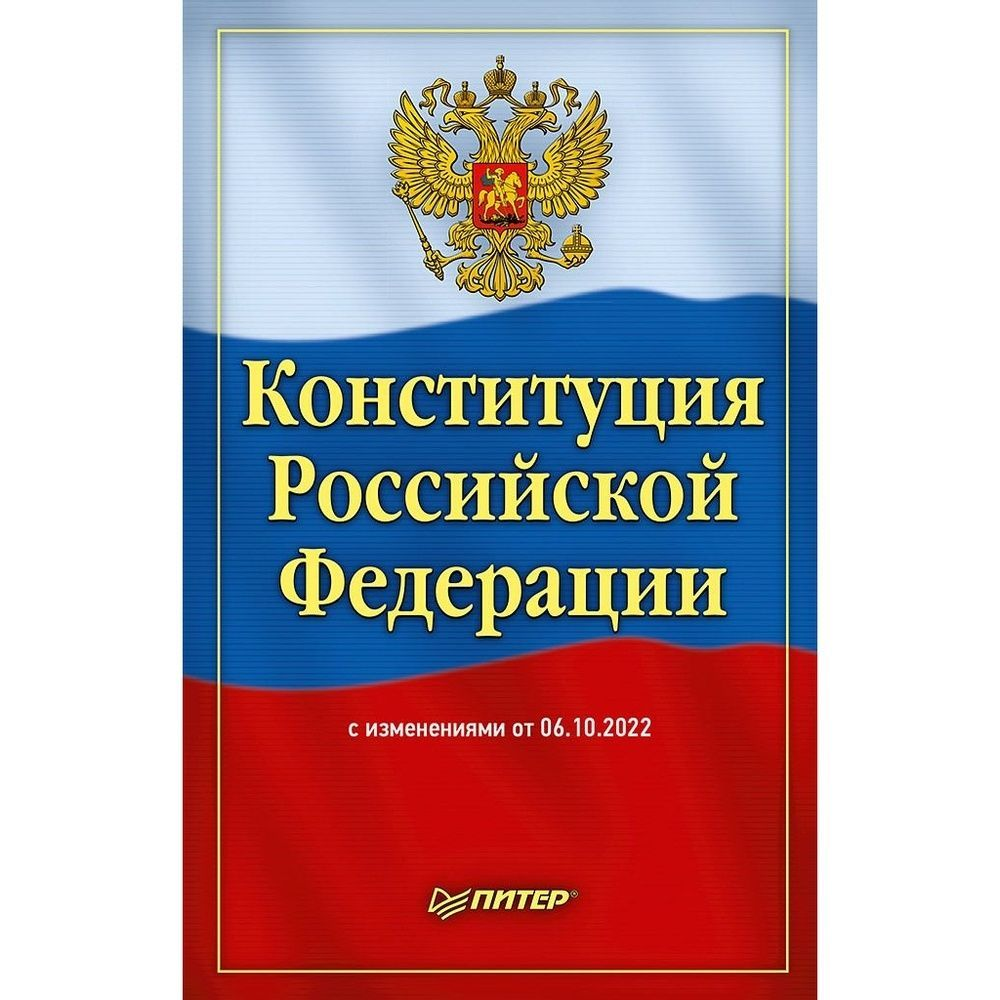 Конституция
Российской
Федерации
с изменениями от 06.10.2022
ПИТЕР®